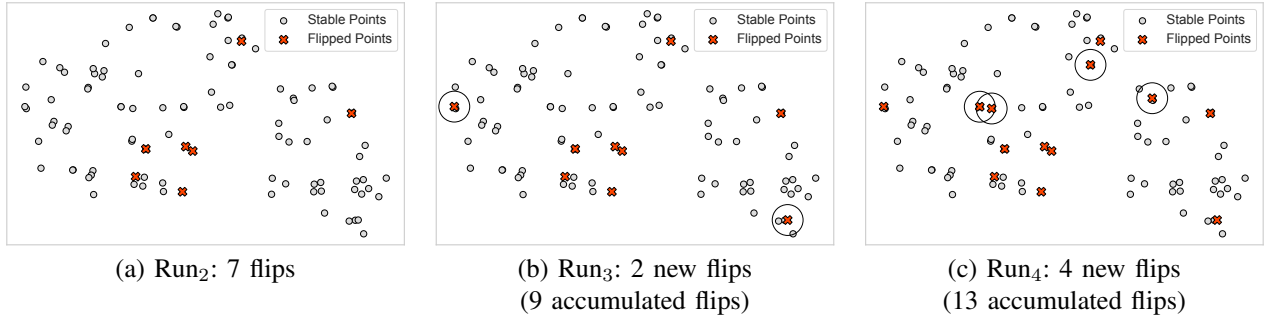 Stable Points
Flipped Points
Stable Points
Flipped Points
Stable Points
Flipped Points
(a) Run₂: 7 flips
(b) Run₃: 2 new flips
(9 accumulated flips)
(c) Run₄: 4 new flips
(13 accumulated flips)